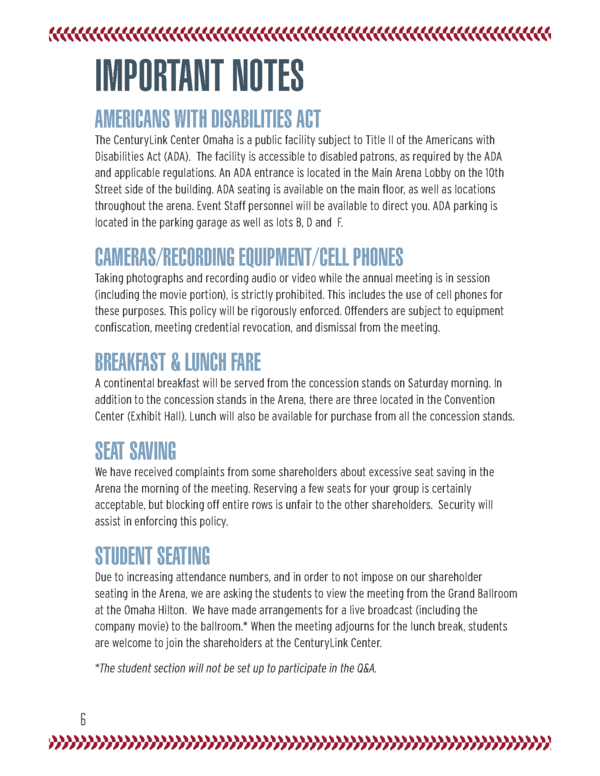 IMPORTANT NOTES
AMERICANS WITH DISABILITIES ACT
The CenturyLink Center Omaha is a public facility subject to Title II of the Americans with
Disabilities Act (ADA).  The facility is accessible to disabled patrons, as required by the ADA
and applicable regulations. An ADA entrance is located in the Main Arena Lobby on the 10th
Street side of the building. ADA seating is available on the main floor, as well as locations
throughout the arena. Event Staff personnel will be available to direct you. ADA parking is
located in the parking garage as well as lots B, D and  F.
CAMERAS/RECORDING EQUIPMENT/CELL PHONES
Taking photographs and recording audio or video while the annual meeting is in session
(including the movie portion), is strictly prohibited. This includes the use of cell phones for
these purposes. This policy will be rigorously enforced. Offenders are subject to equipment
confiscation, meeting credential revocation, and dismissal from the meeting.
BREAKFAST & LUNCH FARE
A continental breakfast will be served from the concession stands on Saturday morning. In
addition to the concession stands in the Arena, there are three located in the Convention
Center (Exhibit Hall). Lunch will also be available for purchase from all the concession stands.
SEAT SAVING
We have received complaints from some shareholders about excessive seat saving in the
Arena the morning of the meeting. Reserving a few seats for your group is certainly
acceptable, but blocking off entire rows is unfair to the other shareholders.  Security will
assist in enforcing this policy.
STUDENT SEATING
Due to increasing attendance numbers, and in order to not impose on our shareholder
seating in the Arena, we are asking the students to view the meeting from the Grand Ballroom
at the Omaha Hilton.  We have made arrangements for a live broadcast (including the
company movie) to the ballroom.* When the meeting adjourns for the lunch break, students
are welcome to join the shareholders at the CenturyLink Center.
*The student section will not be set up to participate in the Q&A.
6